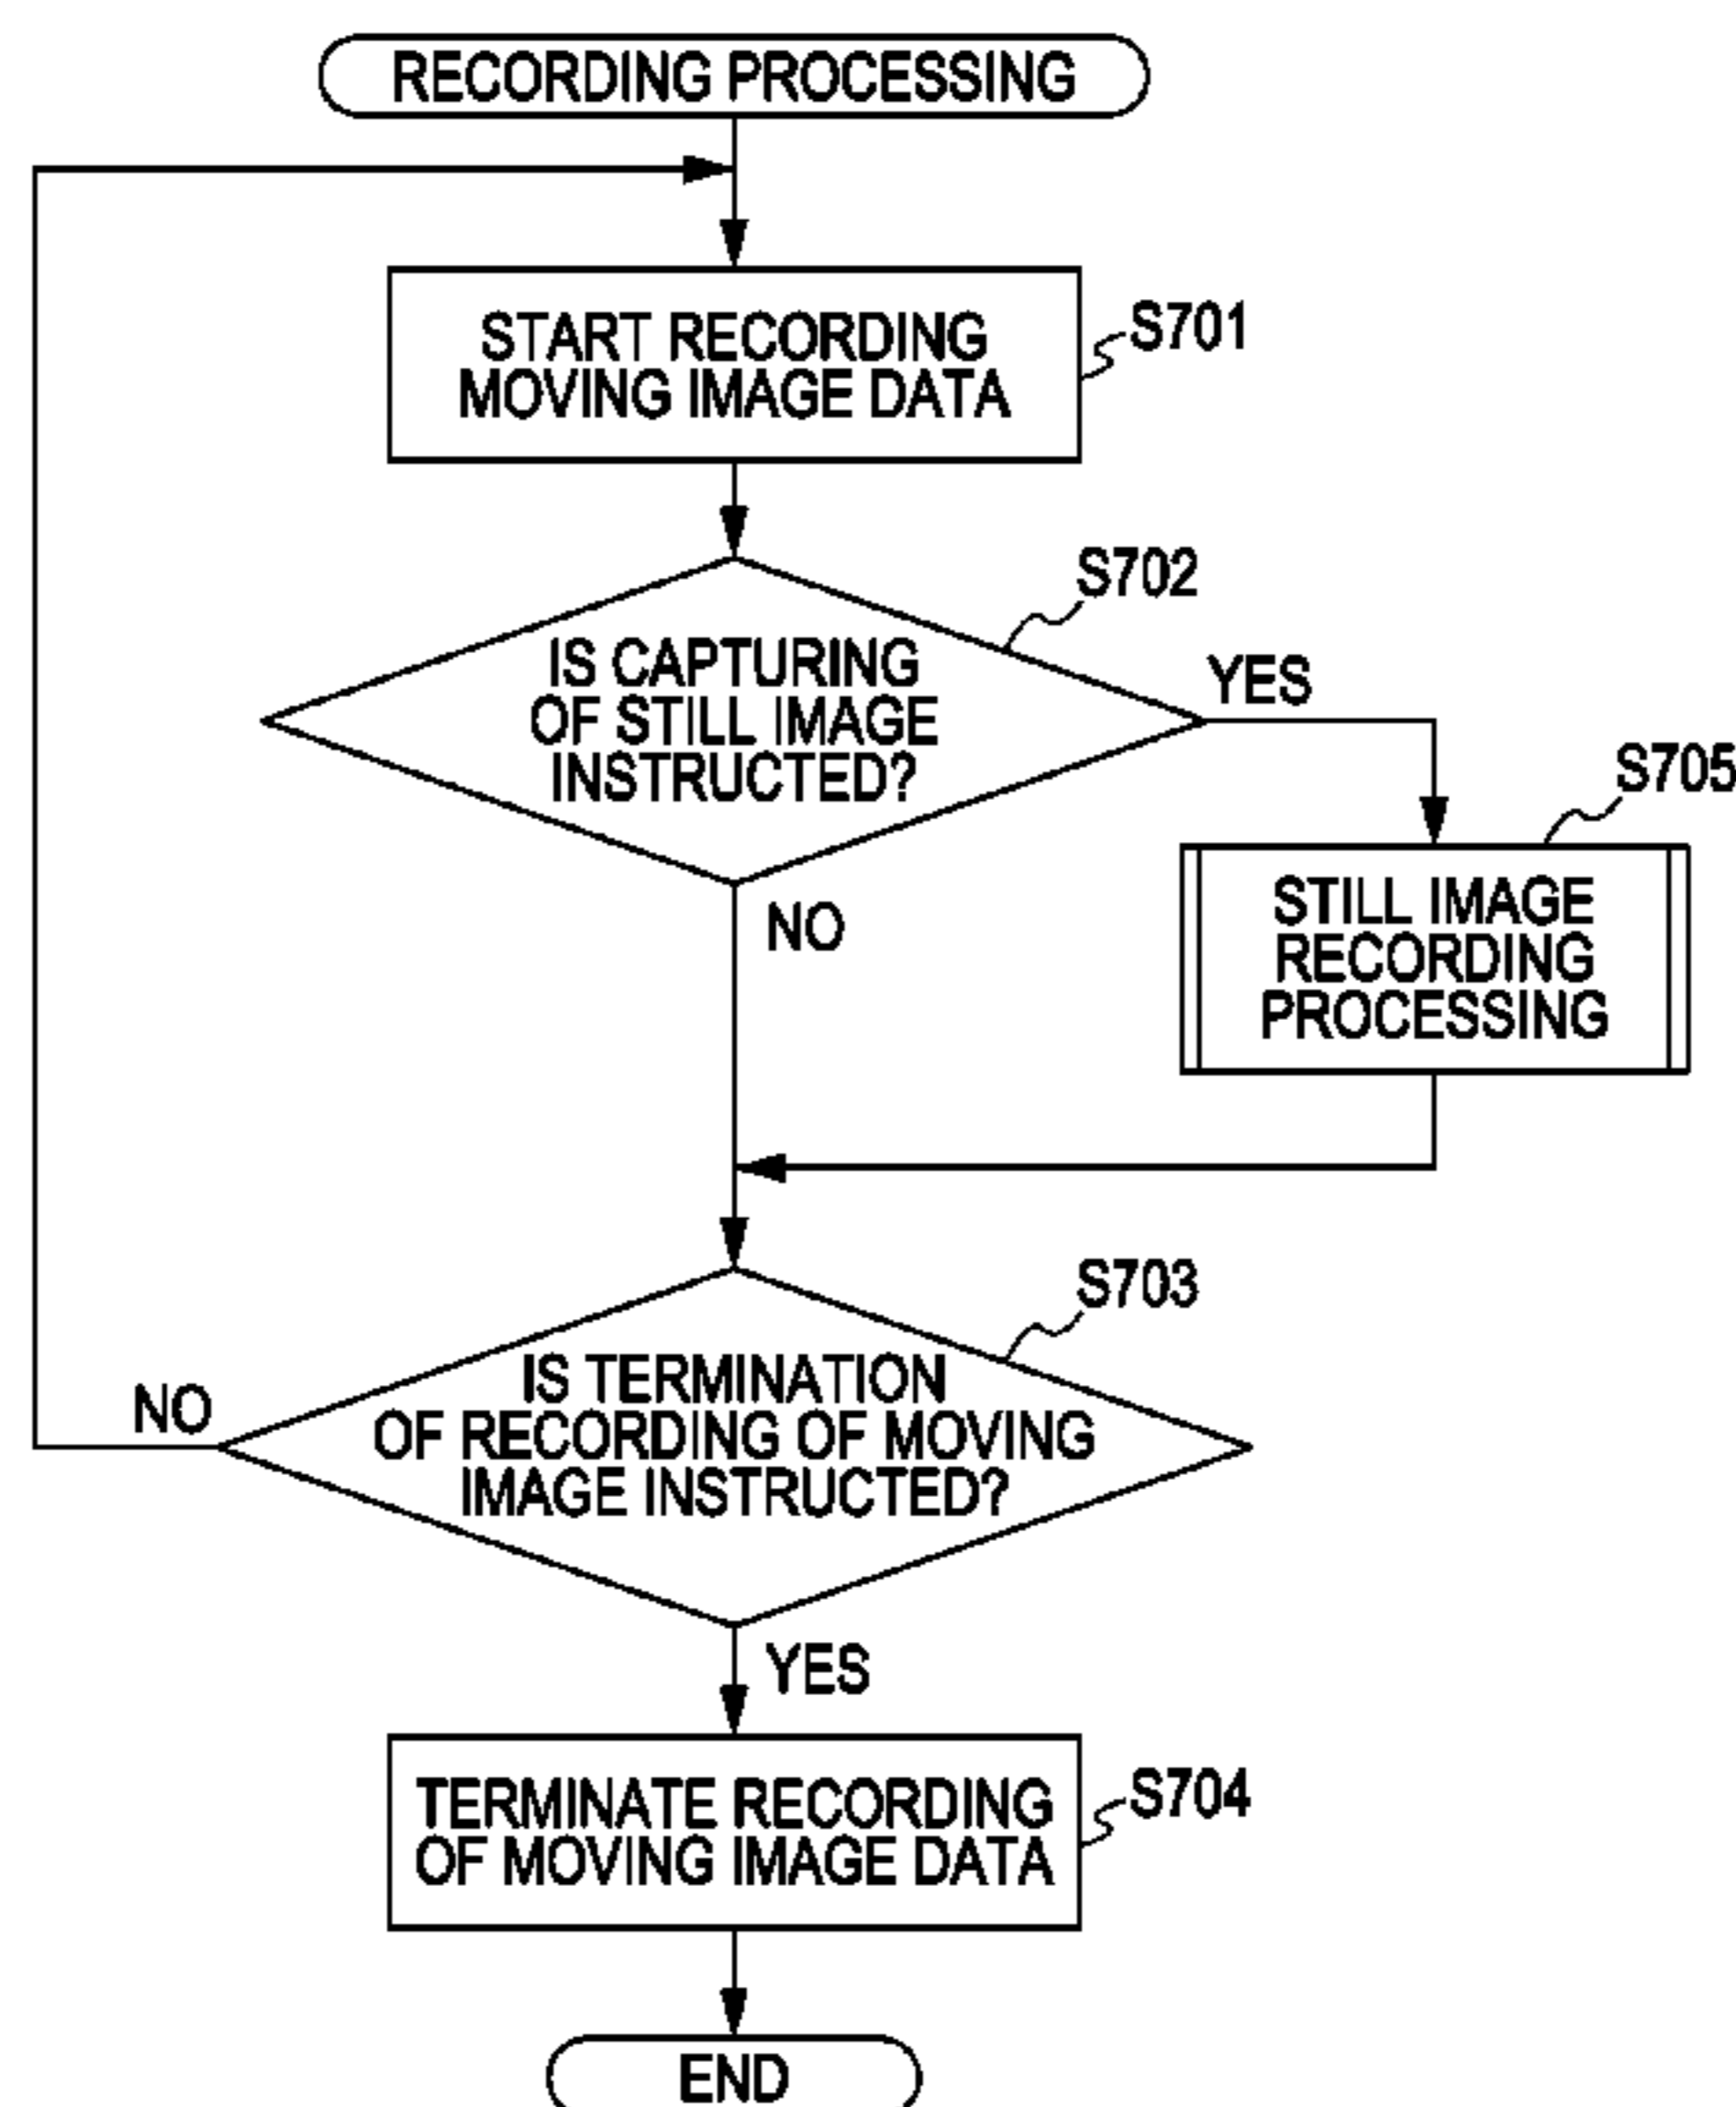 RECORDING PROCESSING
START RECORDING
MOVING IMAGE DATA
S701
IS CAPTURING
OF STILL IMAGE
INSTRUCTED?
S702
YES
NO
STILL IMAGE
RECORDING
PROCESSING
S705
IS TERMINATION
OF RECORDING OF MOVING
IMAGE INSTRUCTED?
S703
NO
YES
TERMINATE RECORDING
OF MOVING IMAGE DATA
S704
END